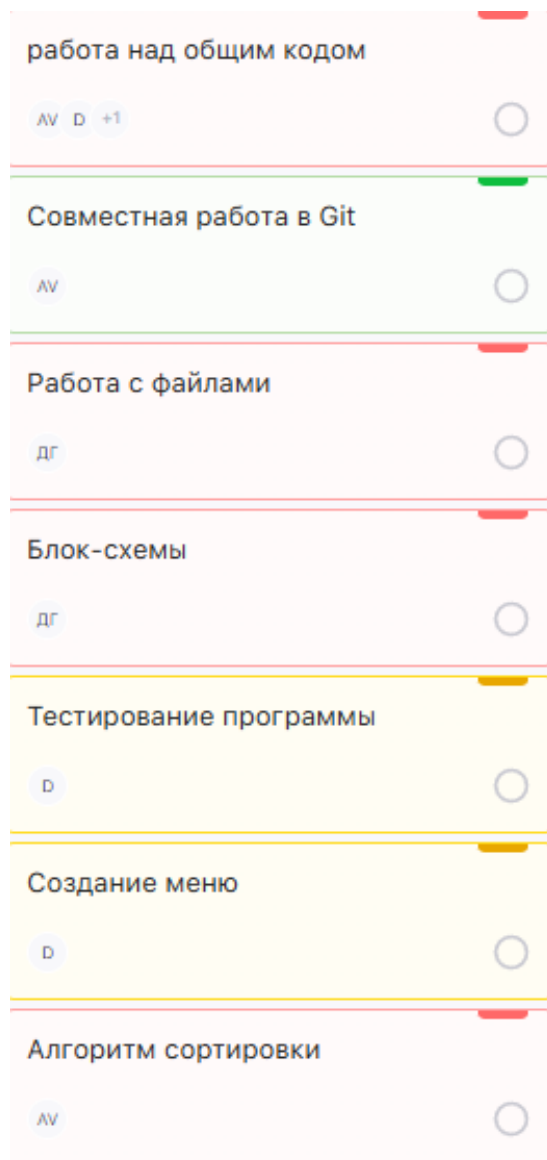 работа над общим кодом
AV D +1
Совместная работа в Git
AV
Работа с файлами
ДГ
Блок-схемы
ДГ
Тестирование программы
D
Создание меню
D
Алгоритм сортировки
AV